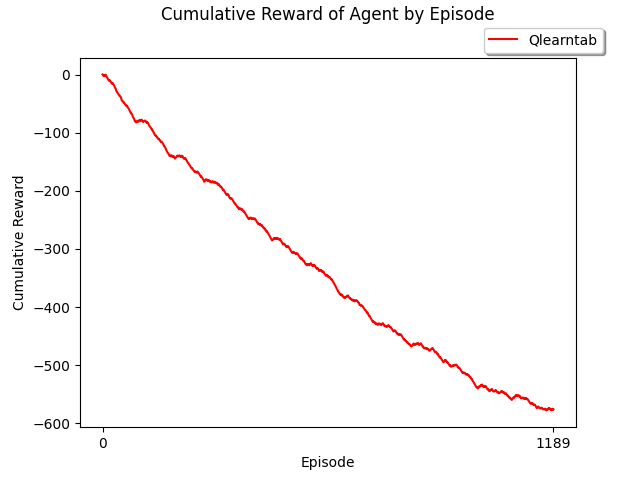 Cumulative Reward of Agent by Episode
Qlearntab
0
−100
−200
−300
−400
−500
−600
Cumulative Reward
0
1189
Episode